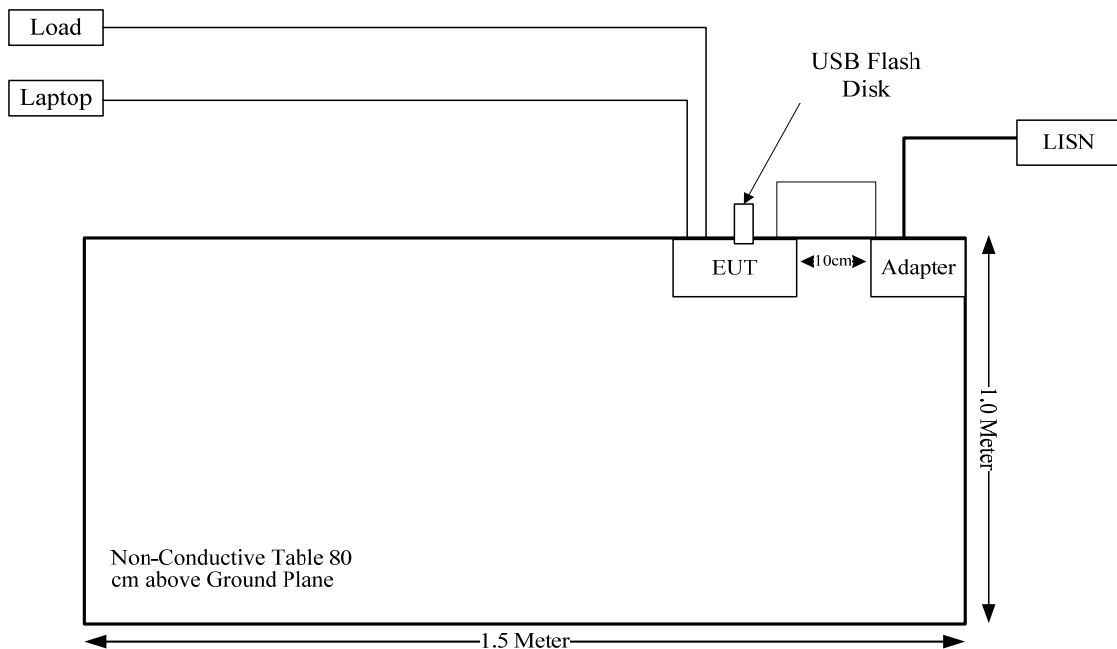 Load
Laptop
USB Flash
Disk
LISN
EUT
10cm
Adapter
1.0 Meter
Non-Conductive Table 80
cm above Ground Plane
1.5 Meter